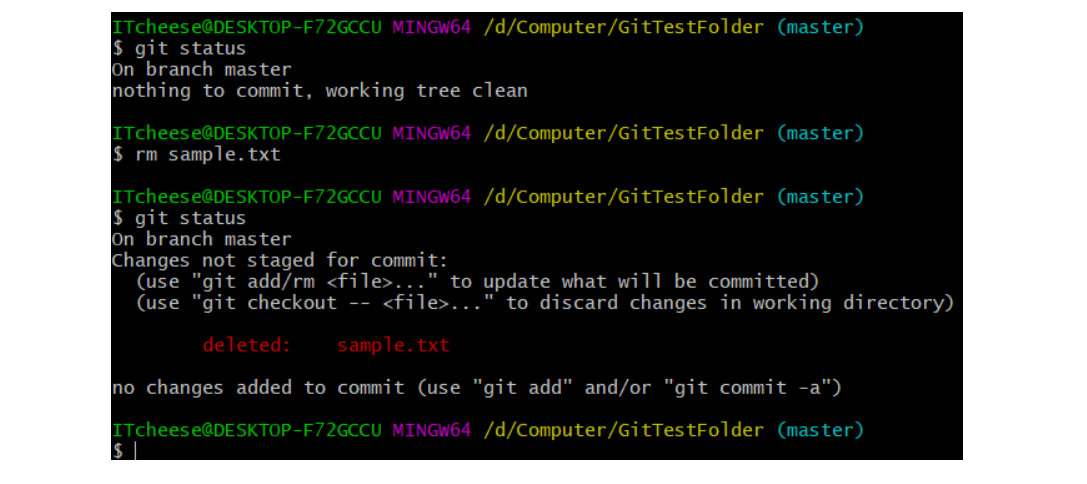 ITcheese@DESKTOP-F72GCCU MINGW64 /d/Computer/GitTestFolder (master)
$ git status
On branch master
nothing to commit, working tree clean
ITcheese@DESKTOP-F72GCCU MINGW64 /d/Computer/GitTestFolder (master)
$ rm sample.txt
ITcheese@DESKTOP-F72GCCU MINGW64 /d/Computer/GitTestFolder (master)
$ git status
On branch master
Changes not staged for commit:
  (use "git add/rm <file>..." to update what will be committed)
  (use "git checkout -- <file>..." to discard changes in working directory)
        deleted:    sample.txt
no changes added to commit (use "git add" and/or "git commit -a")
ITcheese@DESKTOP-F72GCCU MINGW64 /d/Computer/GitTestFolder (master)
$